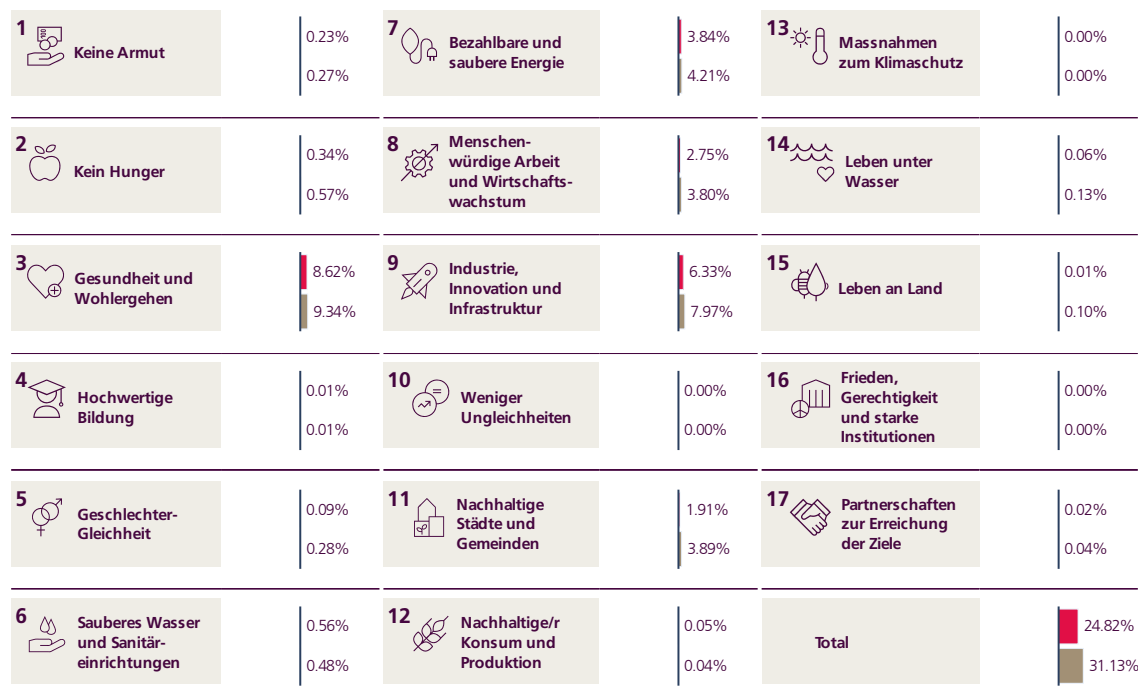 1
Keine Armut
0.23%
0.27%
2
Kein Hunger
0.34%
0.57%
3
Gesundheit und
Wohlergehen
8.62%
9.34%
4
Hochwertige
Bildung
0.01%
0.01%
5
Geschlechter-
Gleichheit
0.09%
0.28%
6
Sauberes Wasser
und Sanitär-
einrichtungen
0.56%
0.48%
7
Bezahlbare und
saubere Energie
3.84%
4.21%
8
Menschen-
würdige Arbeit
und Wirtschafts-
wachstum
2.75%
3.80%
9
Industrie,
Innovation und
Infrastruktur
6.33%
7.97%
10
Weniger
Ungleichheiten
0.00%
0.00%
11
Nachhaltige
Städte und
Gemeinden
1.91%
3.89%
12
Nachhaltige/r
Konsum und
Produktion
0.05%
0.04%
13
Massnahmen
zum Klimaschutz
0.00%
0.00%
14
Leben unter
Wasser
0.06%
0.13%
15
Leben an Land
0.01%
0.10%
16
Frieden,
Gerechtigkeit
und starke
Institutionen
0.00%
0.00%
17
Partnerschaften
zur Erreichung
der Ziele
0.02%
0.04%
Total
24.82%
31.13%